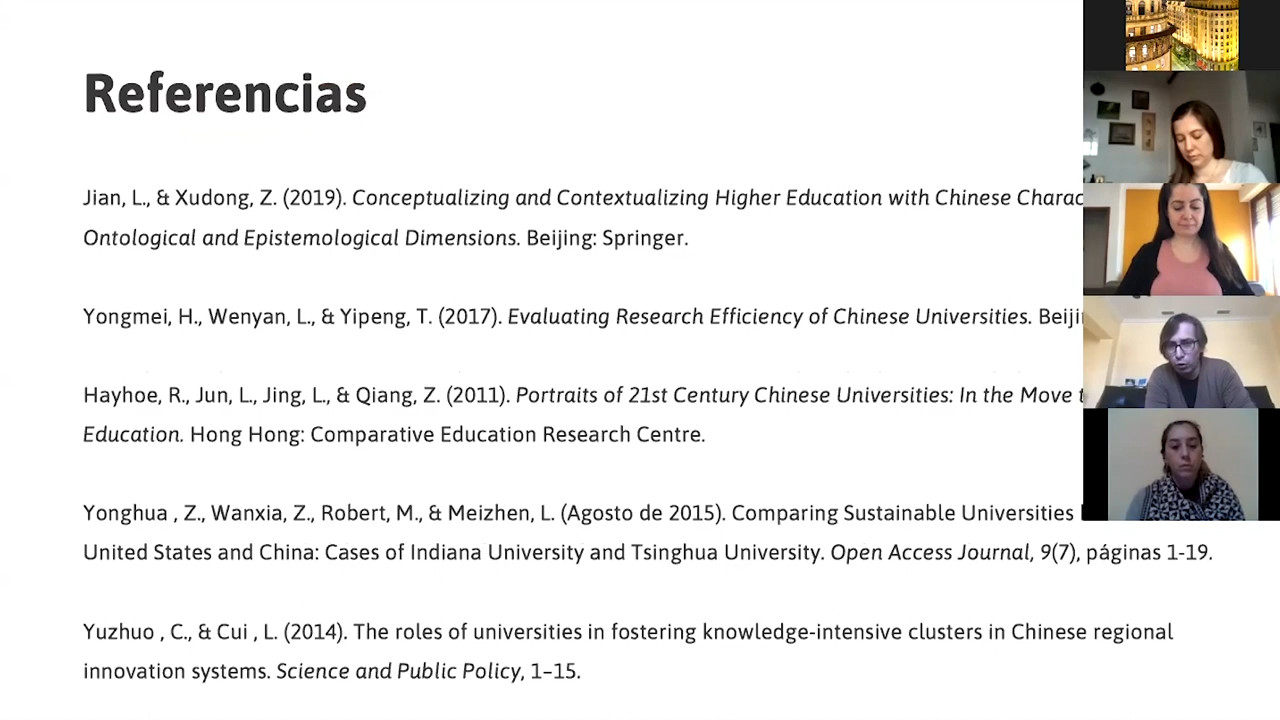 Referencias
Jian, L., & Xudong, Z. (2019). Conceptualizing and Contextualizing Higher Education with Chinese
Ontological and Epistemological Dimensions. Beijing: Springer.
Yongmei, H., Wenyan, L., & Yipeng, T. (2017). Evaluating Research Efficiency of Chinese Universities.
Hayhoe, R., Jun, L., Jing, L., & Qiang, Z. (2011). Portraits of 21st Century Chinese Universities: In the Move
Education. Hong Hong: Comparative Education Research Centre.
Yonghua , Z., Wanxia, Z., Robert, M., & Meizhen, L. (Agosto de 2015). Comparing Sustainable Universities
United States and China: Cases of Indiana University and Tsinghua University. Open Access Journal, 9(7), páginas 1-19.
Yuzhuo , C., & Cui , L. (2014). The roles of universities in fostering knowledge-intensive clusters in Chinese regional
innovation systems. Science and Public Policy, 1–15.